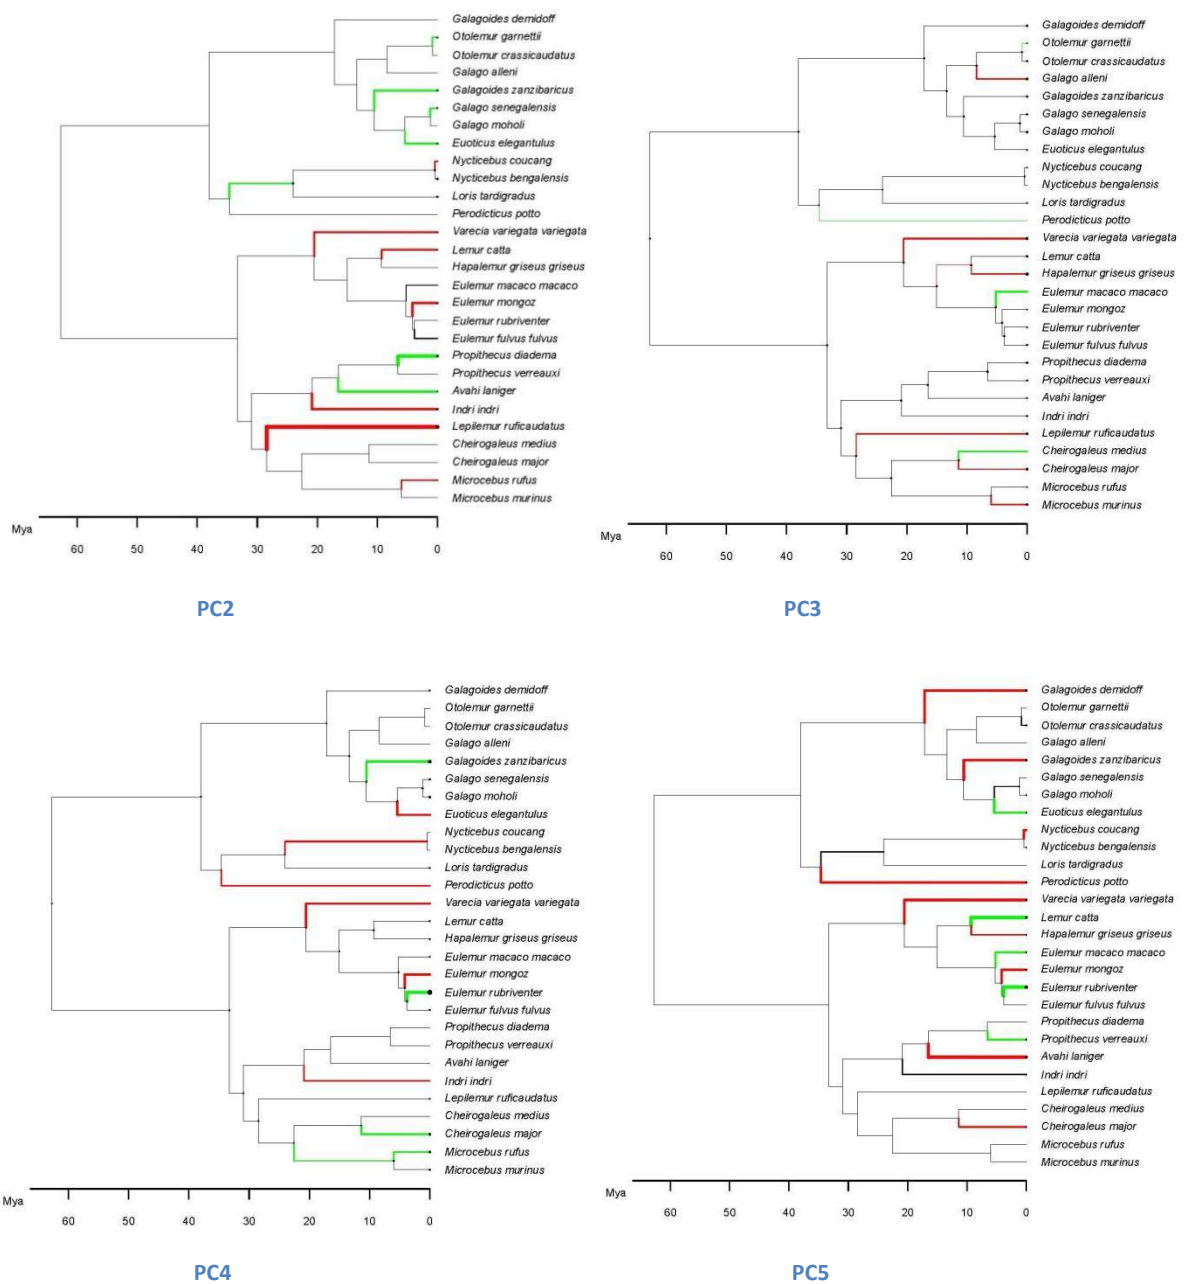 Galagoides demidoff
Otolemur garnettii
Otolemur crassicaudatus
Galago alleni
Galagoides zanzibaricus
Galago senegalensis
Galago moholi
Euoticus elegantulus
Nycticebus coucang
Nycticebus bengalensis
Loris tardigradus
Perodicticus potto
Varecia variegata variegata
Lemur catta
Hapalemur griseus griseus
Eulemur macaco macaco
Eulemur mongoz
Eulemur rubriventer
Eulemur fulvus fulvus
Propithecus diadema
Propithecus verreauxi
Avahi laniger
Indri indri
Lepilemur ruficaudatus
Cheirogaleus medius
Cheirogaleus major
Microcebus rufus
Microcebus murinus
Mya
60 50 40 30 20 10 0
PC2
Galagoides demidoff
Otolemur garnettii
Otolemur crassicaudatus
Galago alleni
Galagoides zanzibaricus
Galago senegalensis
Galago moholi
Euoticus elegantulus
Nycticebus coucang
Nycticebus bengalensis
Loris tardigradus
Perodicticus potto
Varecia variegata variegata
Lemur catta
Hapalemur griseus griseus
Eulemur macaco macaco
Eulemur mongoz
Eulemur rubriventer
Eulemur fulvus fulvus
Propithecus diadema
Propithecus verreauxi
Avahi laniger
Indri indri
Lepilemur ruficaudatus
Cheirogaleus medius
Cheirogaleus major
Microcebus rufus
Microcebus murinus
Mya
60 50 40 30 20 10 0
PC3
Galagoides demidoff
Otolemur garnettii
Otolemur crassicaudatus
Galago alleni
Galagoides zanzibaricus
Galago senegalensis
Galago moholi
Euoticus elegantulus
Nycticebus coucang
Nycticebus bengalensis
Loris tardigradus
Perodicticus potto
Varecia variegata variegata
Lemur catta
Hapalemur griseus griseus
Eulemur macaco macaco
Eulemur mongoz
Eulemur rubriventer
Eulemur fulvus fulvus
Propithecus diadema
Propithecus verreauxi
Avahi laniger
Indri indri
Lepilemur ruficaudatus
Cheirogaleus medius
Cheirogaleus major
Microcebus rufus
Microcebus murinus
Mya
60 50 40 30 20 10 0
PC4
Galagoides demidoff
Otolemur garnettii
Otolemur crassicaudatus
Galago alleni
Galagoides zanzibaricus
Galago senegalensis
Galago moholi
Euoticus elegantulus
Nycticebus coucang
Nycticebus bengalensis
Loris tardigradus
Perodicticus potto
Varecia variegata variegata
Lemur catta
Hapalemur griseus griseus
Eulemur macaco macaco
Eulemur mongoz
Eulemur rubriventer
Eulemur fulvus fulvus
Propithecus diadema
Propithecus verreauxi
Avahi laniger
Indri indri
Lepilemur ruficaudatus
Cheirogaleus medius
Cheirogaleus major
Microcebus rufus
Microcebus murinus
Mya
60 50 40 30 20 10 0
PC5